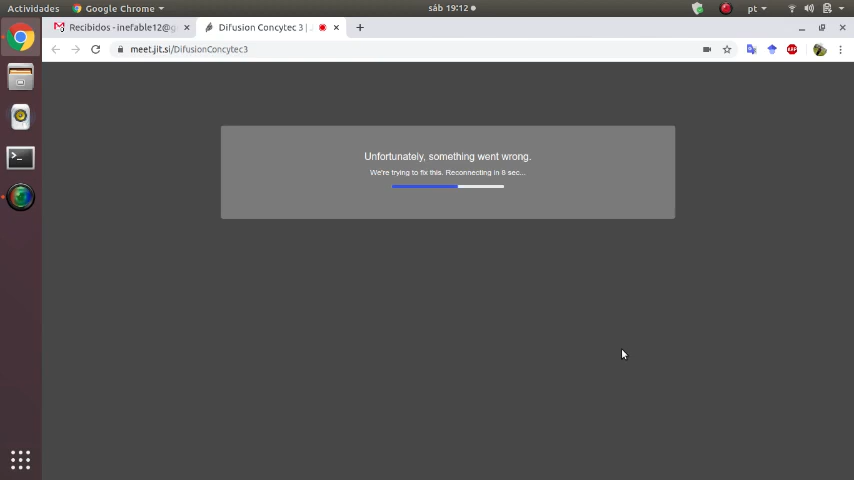 Actividades Google Chrome sáb 19:12 pt
Recibidos - inefable12@g Difusion Concytec 3 |
meet.jit.si/DifusionConcytec3
Unfortunately, something went wrong.
We're trying to fix this. Reconnecting in 8 sec...
ABP